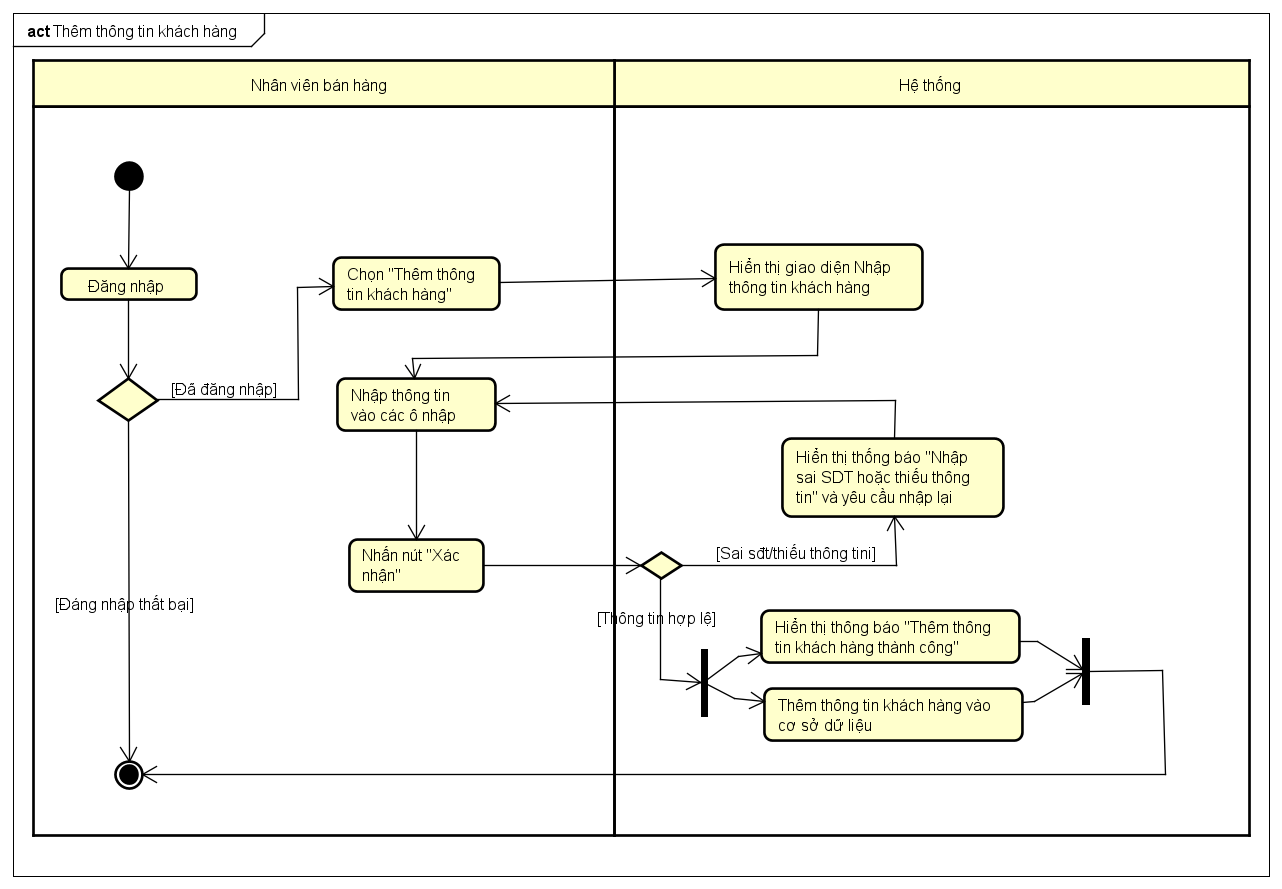 act Thêm thông tin khách hàng
Nhân viên bán hàng
Hệ thống
Đăng nhập
Chọn "Thêm thông
tin khách hàng"
Hiển thị giao diện Nhập
thông tin khách hàng
[Đã đăng nhập]
Nhập thông tin
vào các ô nhập
Hiển thị thống báo "Nhập
sai SDT hoặc thiếu thông
tin" và yêu cầu nhập lại
Nhấn nút "Xác
nhận"
[Sai sđt/thiếu thông tini]
[Đáng nhập thất bại]
[Thông tin hợp lệ]
Hiển thị thông báo "Thêm thông
tin khách hàng thành công"
Thêm thông tin khách hàng vào
cơ sở dữ liệu